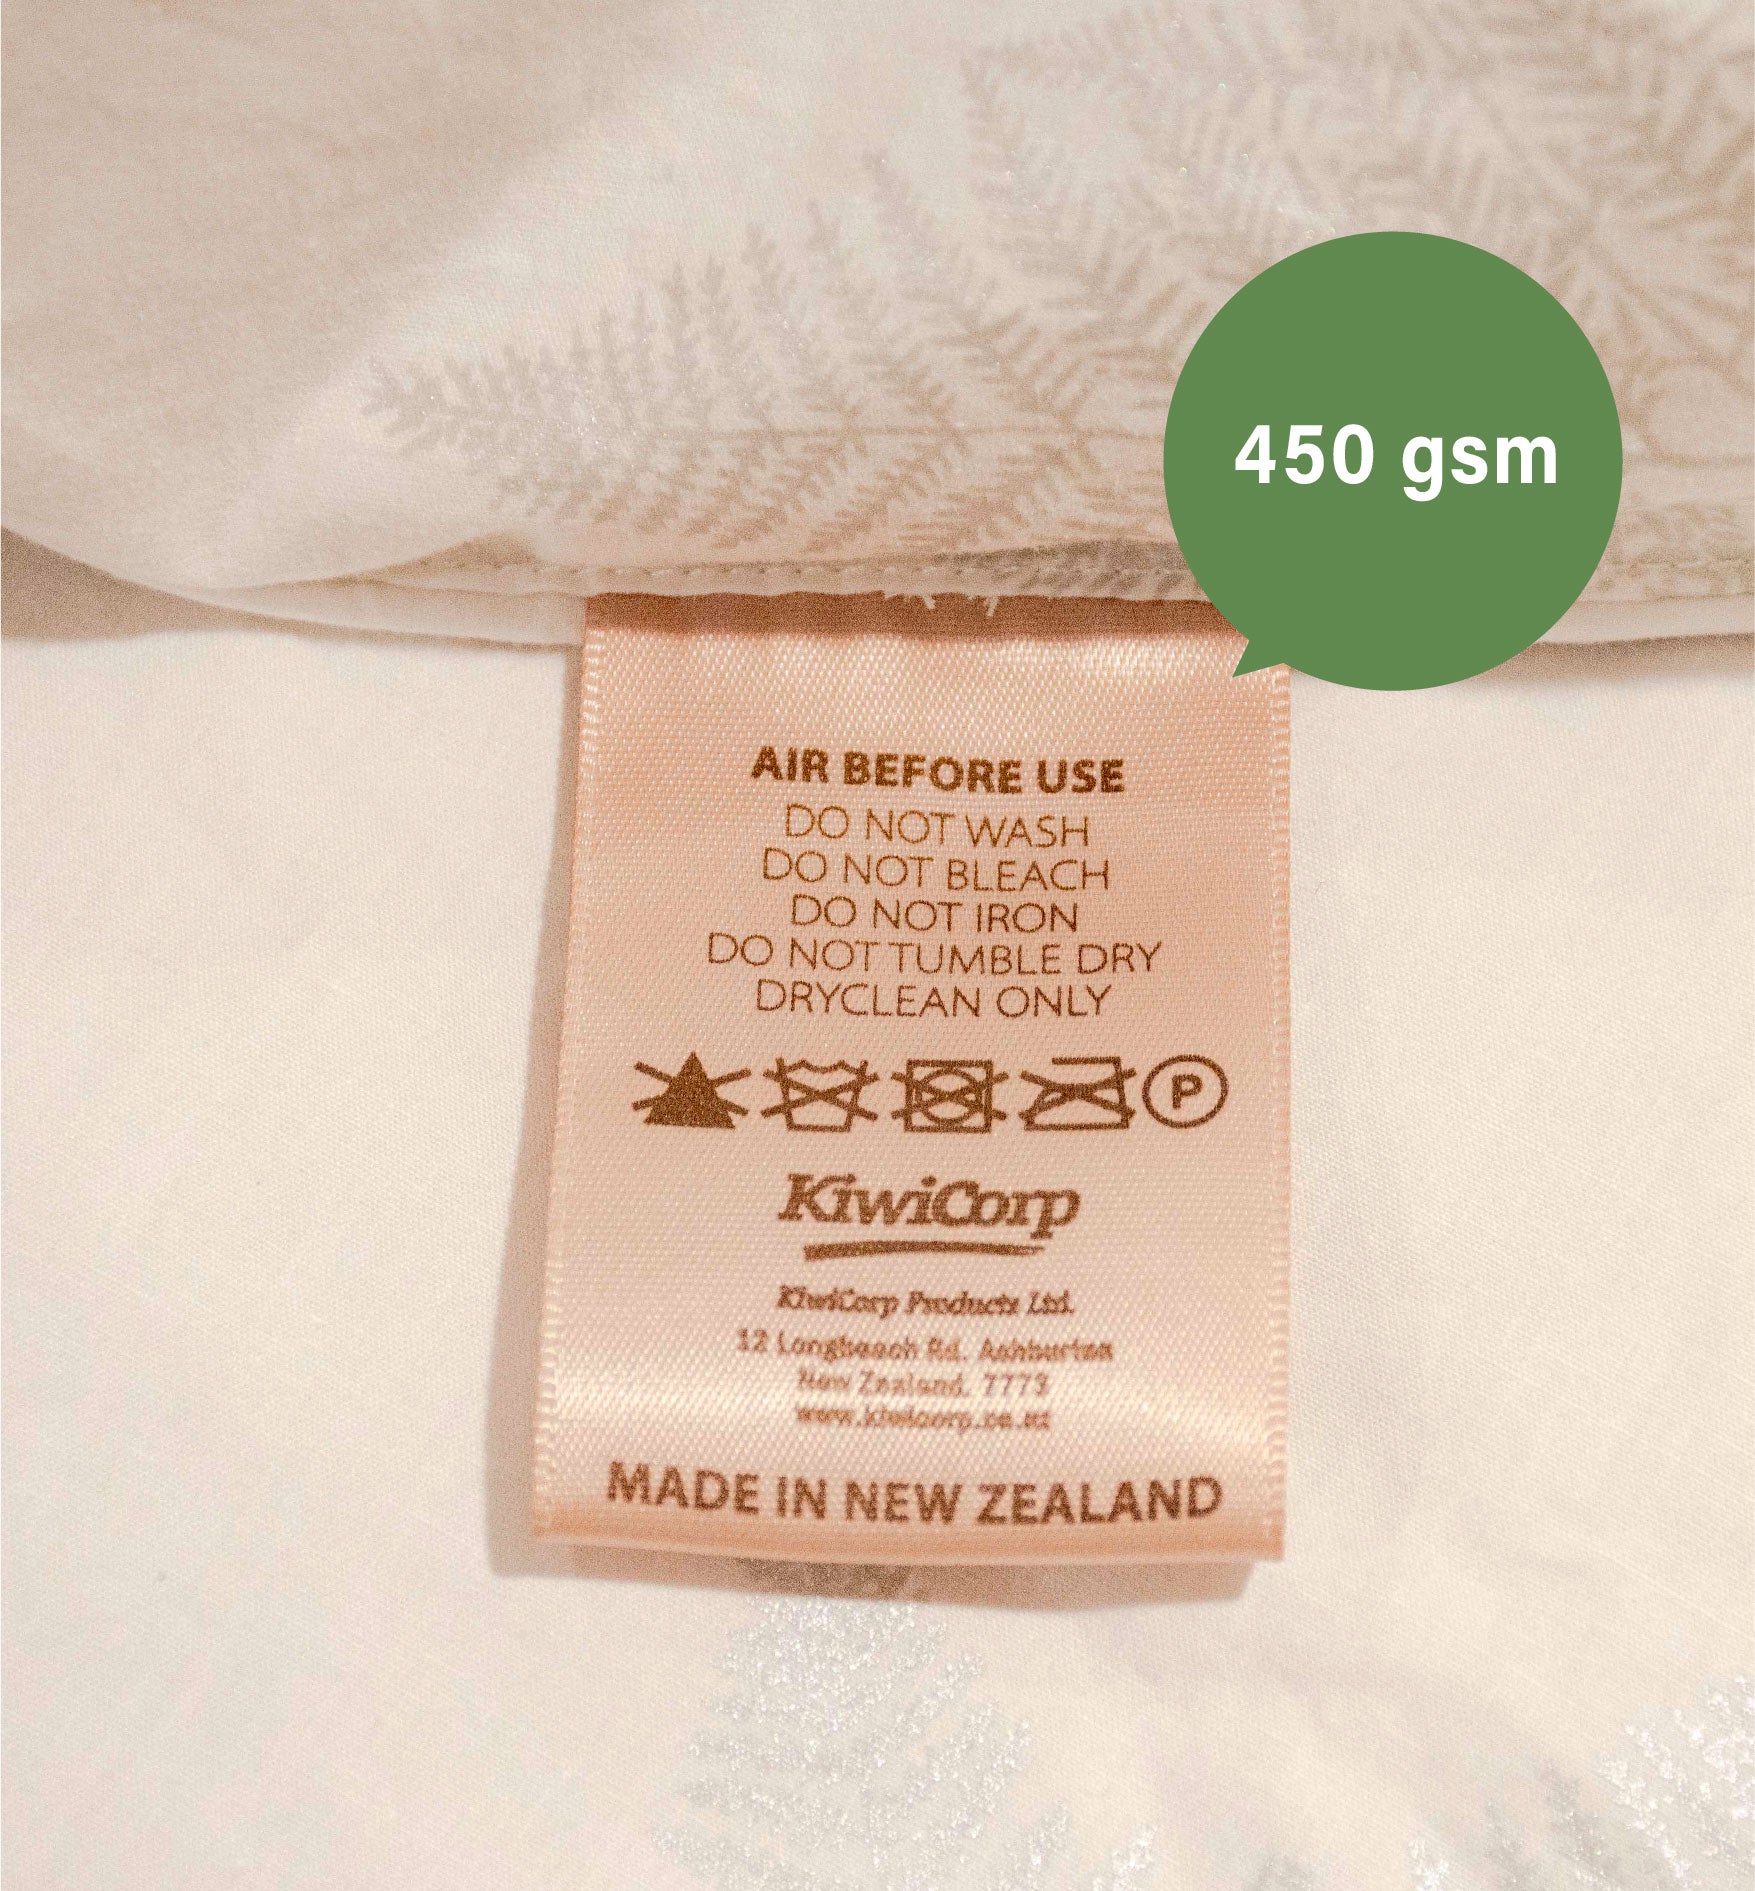 450 gsm
AIR BEFORE USE
DO NOT WASH
DO NOT BLEACH
DO NOT IRON
DO NOT TUMBLE DRY
DRYCLEAN ONLY
P
KiwiCorp
KiwiCorp Products Ltd.
12 Longbeach Rd. Ashburton
New Zealand. 7773
www.kiwicorp.co.nz
MADE IN NEW ZEALAND